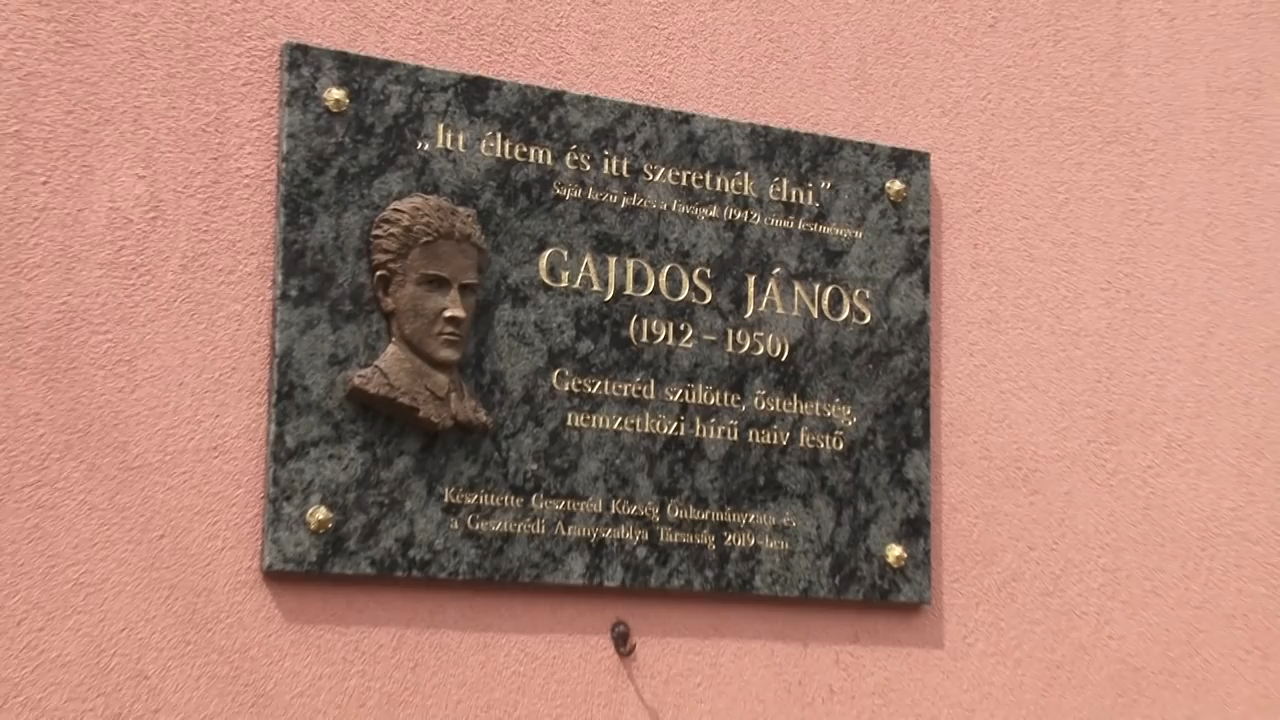 „Itt éltem és itt szeretnék élni.”
Saját kezű jelzés a Favágók (1942) című festményen
GAJDOS JÁNOS
(1912 – 1950)
Geszteréd szülötte, őstehetség,
nemzetközi hírű naiv festő
Készíttette Geszteréd Község Önkormányzata és
a Geszterédi Aranyszablya Társaság 2019-ben